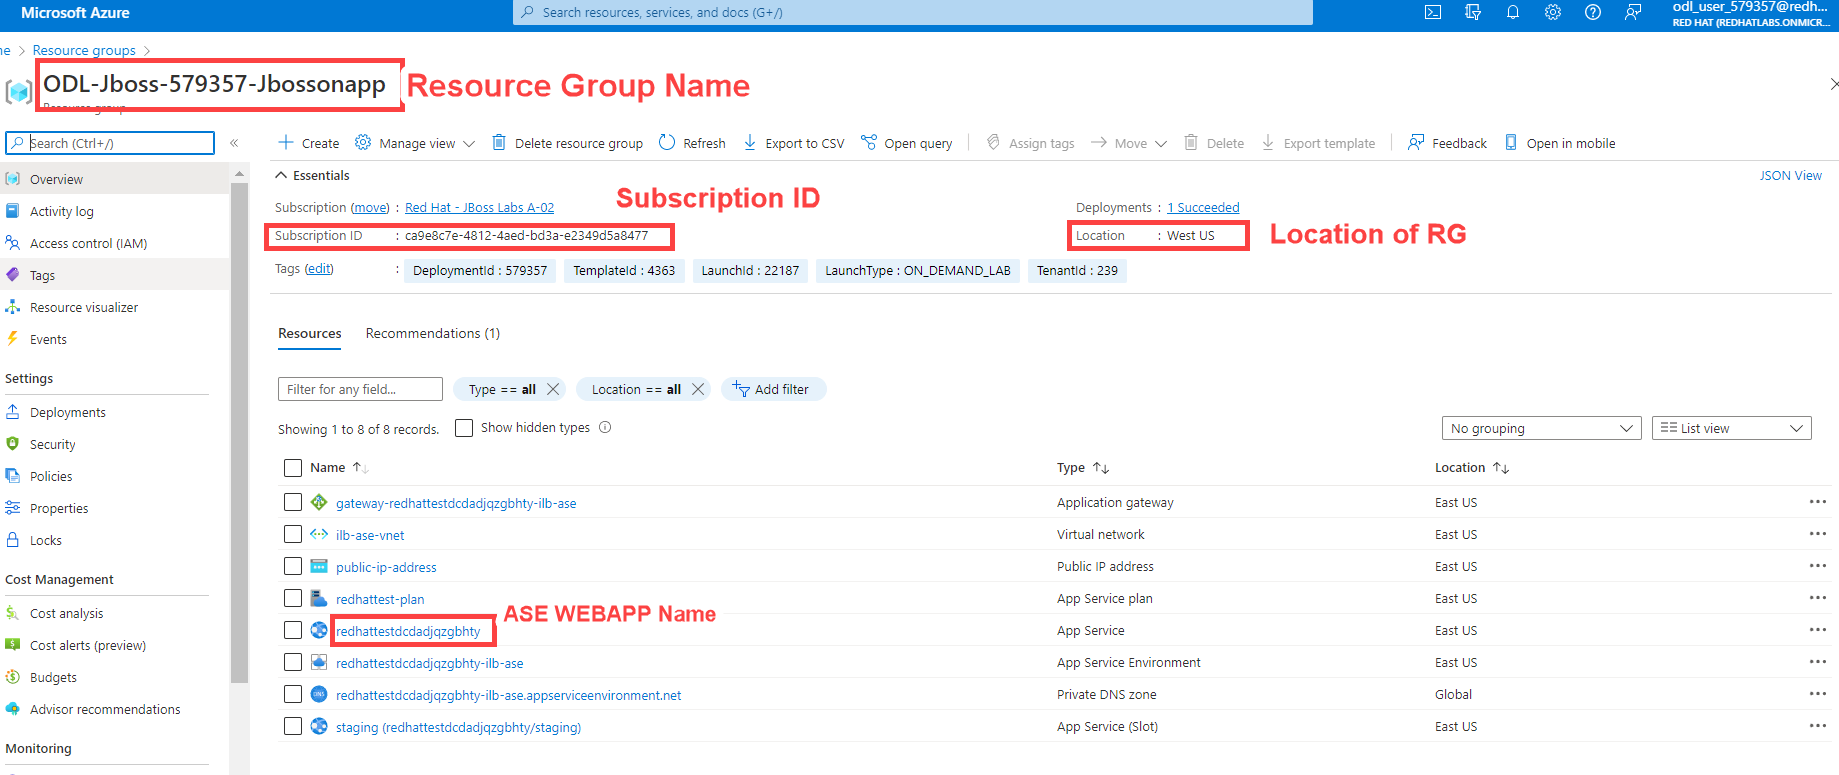 Microsoft Azure
Search resources, services, and docs (G+/)
odl_user_579357@redh...
RED HAT (REDHATLABS.ONMICR...
ne > Resource groups >
ODL-Jboss-579357-Jbossonapp
Resource Group Name
Resource group
Search (Ctrl+/)
«
Create
Manage view
Delete resource group
Refresh
Export to CSV
Open query
Assign tags
Move
Delete
Export template
Feedback
Open in mobile
Overview
Activity log
Access control (IAM)
Tags
Resource visualizer
Events
Settings
Deployments
Security
Policies
Properties
Locks
Cost Management
Cost analysis
Cost alerts (preview)
Budgets
Advisor recommendations
Monitoring
Essentials
JSON View
Subscription (move) : Red Hat - JBoss Labs A-02
Subscription ID
Deployments : 1 Succeeded
Subscription ID : ca9e8c7e-4812-4aed-bd3a-e2349d5a8477
Location : West US
Location of RG
Tags (edit) : DeploymentId : 579357 TemplateId : 4363 LaunchId : 22187 LaunchType : ON_DEMAND_LAB TenantId : 239
Resources Recommendations (1)
Filter for any field... Type == all Location == all Add filter
Showing 1 to 8 of 8 records. Show hidden types
No grouping List view
Name Type Location
gateway-redhattestdcdadjqzgbhty-ilb-ase Application gateway East US ...
ilb-ase-vnet Virtual network East US ...
public-ip-address Public IP address East US ...
redhattest-plan App Service plan East US ...
ASE WEBAPP Name
redhattestdcdadjqzgbhty App Service East US ...
redhattestdcdadjqzgbhty-ilb-ase App Service Environment East US ...
DNS redhattestdcdadjqzgbhty-ilb-ase.appserviceenvironment.net Private DNS zone Global ...
staging (redhattestdcdadjqzgbhty/staging) App Service (Slot) East US ...